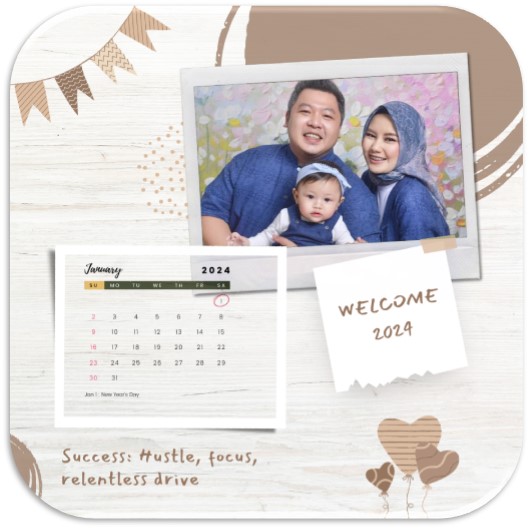 January 2024
SU MO TU WE TH FR SA
1
2 3 4 5 6 7 8
9 10 11 12 13 14 15
16 17 18 19 20 21 22
23 24 25 26 27 28 29
30 31
Jan 1: New Year's Day
WELCOME
2024
Success: Hustle, focus,
relentless drive